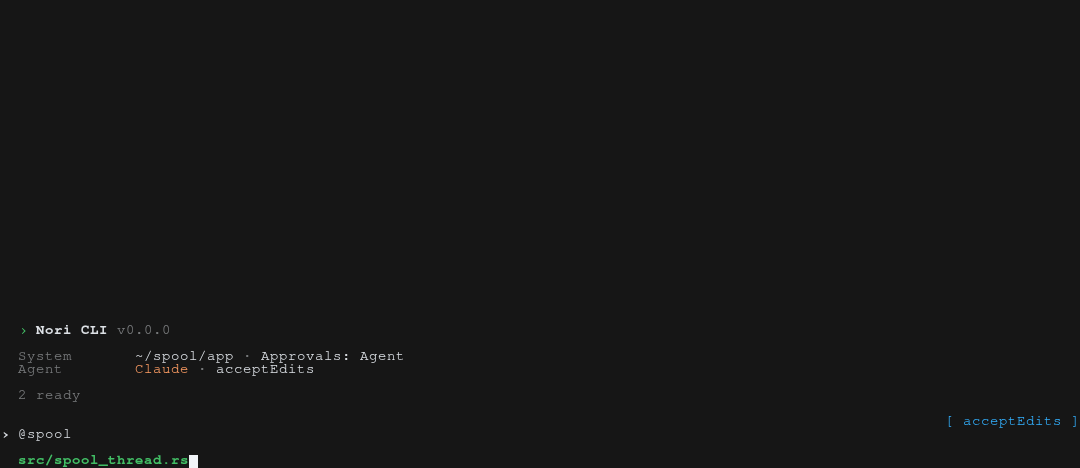 › Nori CLI v0.0.0
System ~/spool/app · Approvals: Agent
Agent Claude · acceptEdits
2 ready
[ acceptEdits ]
› @spool
src/spool_thread.rs